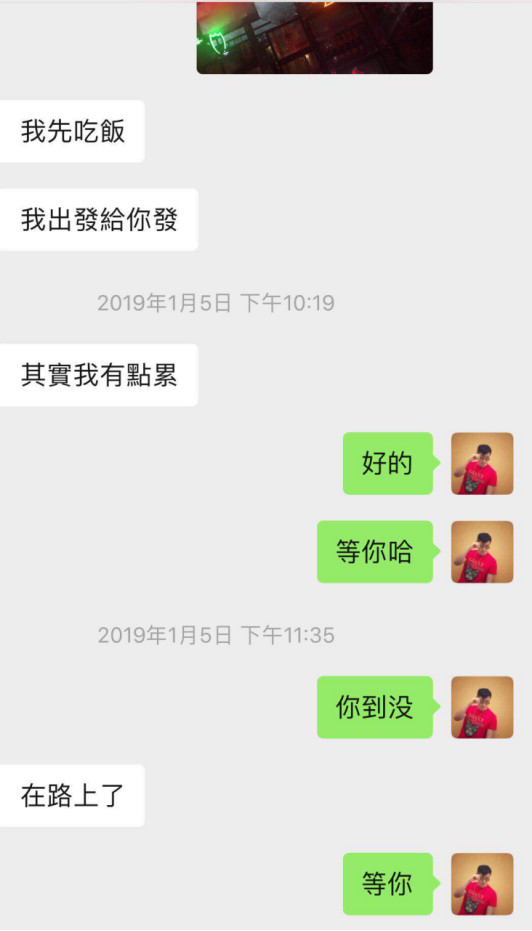 我先吃飯
我出發給你發
2019年1月5日 下午10:19
其實我有點累
好的
等你哈
2019年1月5日 下午11:35
你到没
在路上了
等你